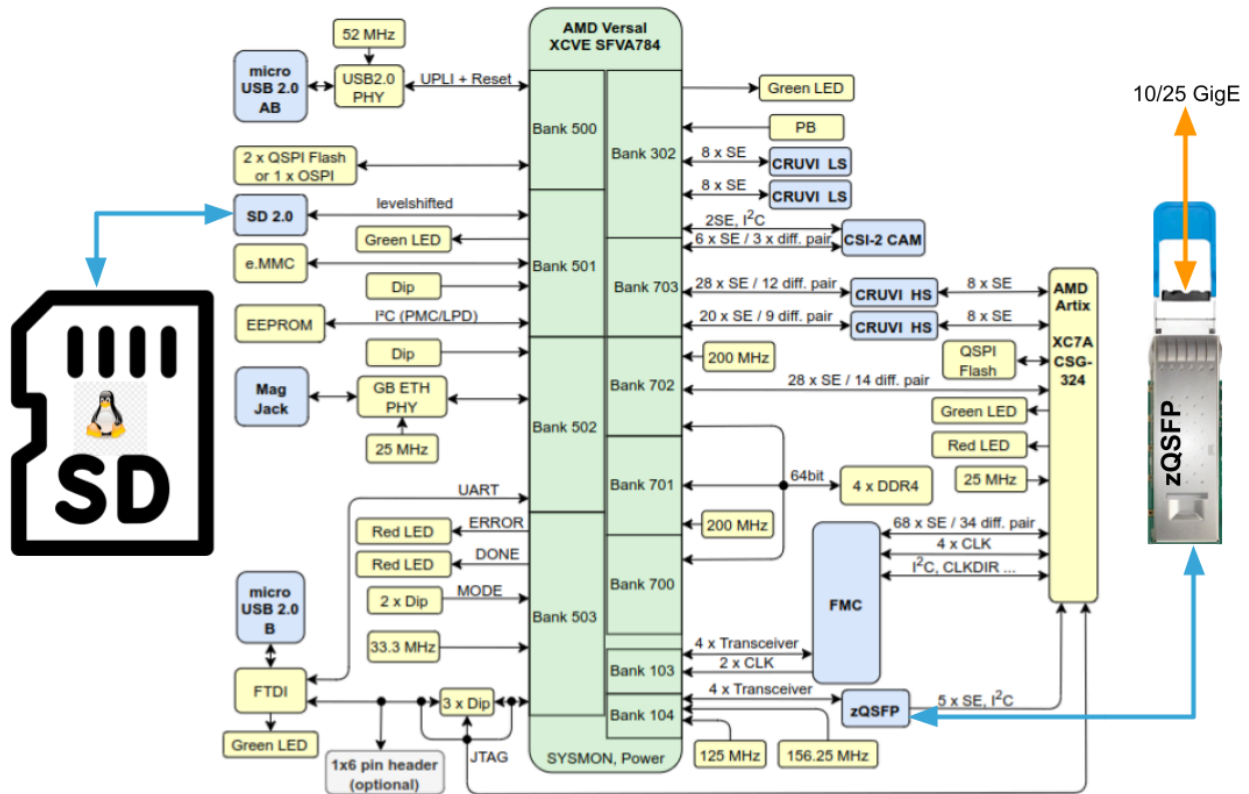 AMD Versal
XCVE SFVA784
52 MHz
micro
USB 2.0
AB
USB2.0
PHY
UPLI + Reset
Bank 500
2 x QSPI Flash
or 1 x OSPI
SD 2.0
levelshifted
Green LED
Bank 501
e.MMC
Dip
EEPROM
I²C (PMC/LPD)
Dip
Mag
Jack
GB ETH
PHY
25 MHz
Bank 502
UART
ERROR
Red LED
DONE
Red LED
MODE
2 x Dip
Bank 503
33.3 MHz
micro
USB 2.0
B
FTDI
3 x Dip
Green LED
JTAG
1x6 pin header
(optional)
SYSMON, Power
Bank 302
Green LED
PB
8 x SE
CRUVI LS
8 x SE
CRUVI LS
2SE, I²C
6 x SE / 3 x diff. pair
CSI-2 CAM
Bank 703
28 x SE / 12 diff. pair
CRUVI HS
8 x SE
20 x SE / 9 diff. pair
CRUVI HS
8 x SE
AMD
Artix
XC7A
CSG-
324
Bank 702
200 MHz
QSPI
Flash
28 x SE / 14 diff. pair
Green LED
Red LED
Bank 701
64bit
4 x DDR4
25 MHz
200 MHz
Bank 700
68 x SE / 34 diff. pair
4 x CLK
I²C, CLKDIR ...
FMC
Bank 103
4 x Transceiver
2 x CLK
Bank 104
4 x Transceiver
zQSFP
5 x SE, I²C
125 MHz
156.25 MHz
SD
10/25 GigE
zQSFP